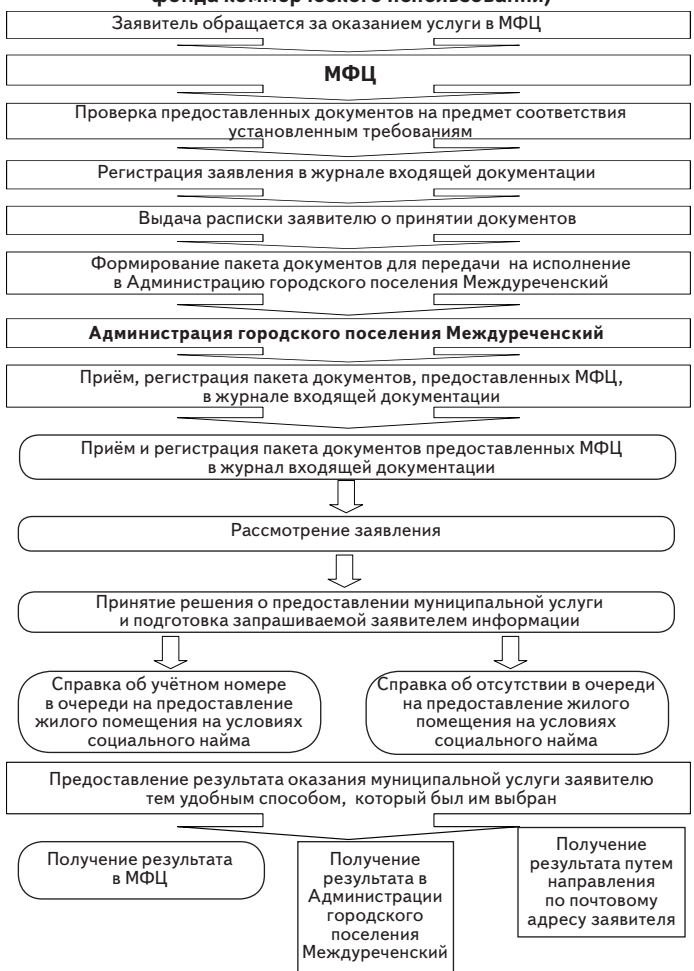 фонда коммерческого использования)
Заявитель обращается за оказанием услуги в МФЦ
МФЦ
Проверка предоставленных документов на предмет соответствия
установленным требованиям
Регистрация заявления в журнале входящей документации
Выдача расписки заявителю о принятии документов
Формирование пакета документов для передачи на исполнение
в Администрацию городского поселения Междуреченский
Администрация городского поселения Междуреченский
Приём, регистрация пакета документов, предоставленных МФЦ,
в журнале входящей документации
Приём и регистрация пакета документов предоставленных МФЦ
в журнал входящей документации
Рассмотрение заявления
Принятие решения о предоставлении муниципальной услуги
и подготовка запрашиваемой заявителем информации
Справка об учётном номере
в очереди на предоставление
жилого помещения на условиях
социального найма
Справка об отсутствии в очереди
на предоставление жилого
помещения на условиях
социального найма
Предоставление результата оказания муниципальной услуги заявителю
тем удобным способом, который был им выбран
Получение результата
в МФЦ
Получение
результата в
Администрации
городского
поселения
Междуреченский
Получение
результата путем
направления
по почтовому
адресу заявителя